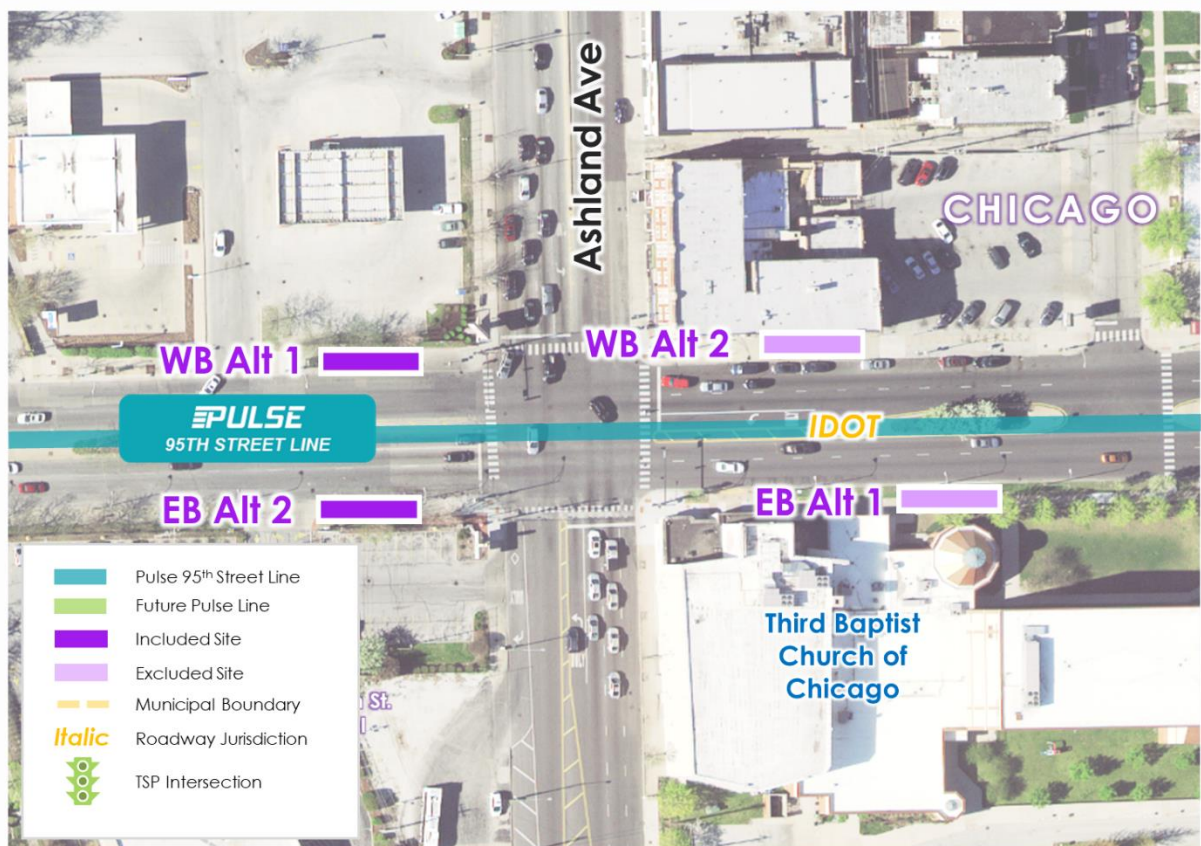 Ashland Ave
CHICAGO
WB Alt 1
WB Alt 2
PULSE
95TH STREET LINE
IDOT
EB Alt 2
EB Alt 1
Third Baptist
Church of
Chicago
St.
Pulse 95th Street Line
Future Pulse Line
Included Site
Excluded Site
Municipal Boundary
Italic Roadway Jurisdiction
TSP Intersection